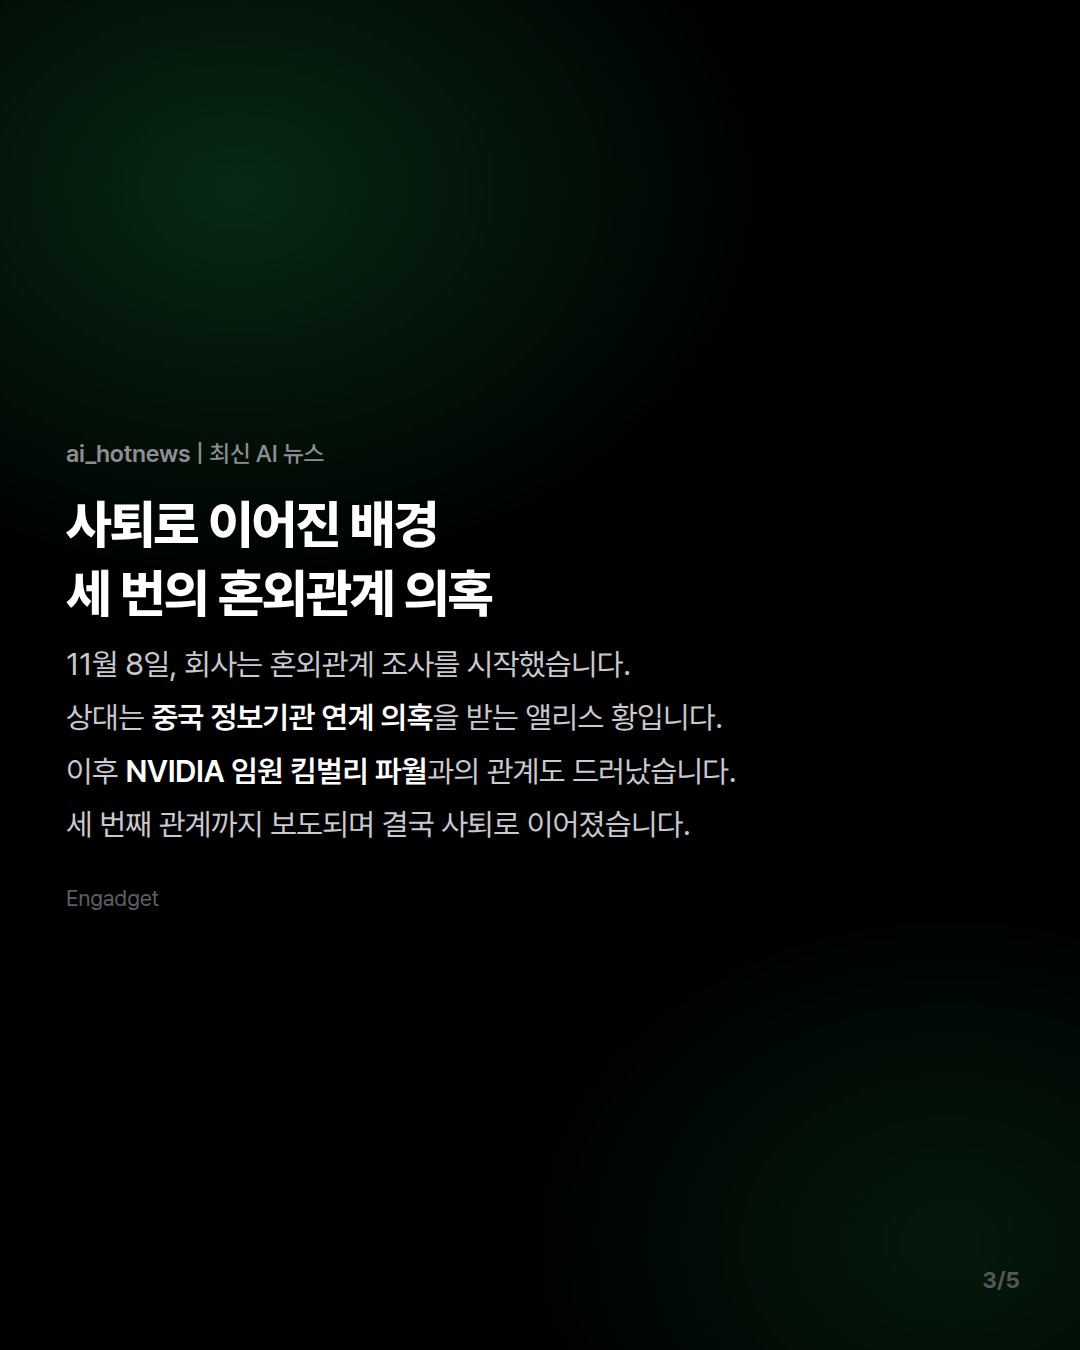 ai_hotnews | 최신 AI 뉴스
사퇴로 이어진 배경
세 번의 혼외관계 의혹
11월 8일, 회사는 혼외관계 조사를 시작했습니다.
상대는 중국 정보기관 연계 의혹을 받는 앨리스 황입니다.
이후 NVIDIA 임원 킴벌리 파월과의 관계도 드러났습니다.
세 번째 관계까지 보도되며 결국 사퇴로 이어졌습니다.
Engadget
3/5